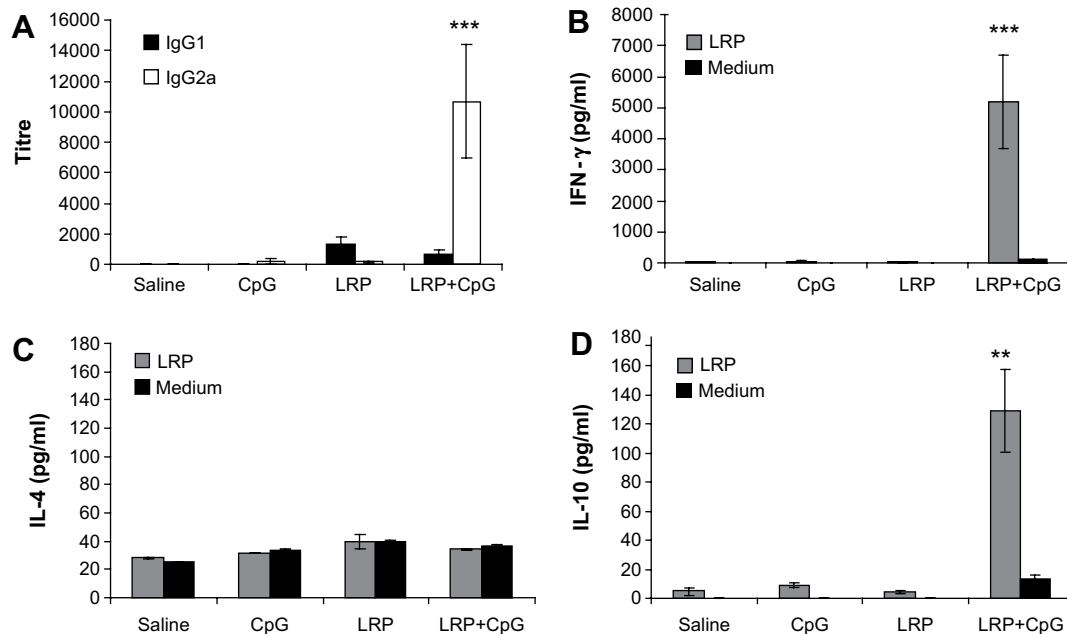 A
Titre
16000
14000
12000
10000
8000
6000
4000
2000
0
IgG1
IgG2a
***
Saline CpG LRP LRP+CpG
B
IFN-γ (pg/ml)
8000
7000
6000
5000
4000
3000
2000
1000
0
LRP
Medium
***
Saline CpG LRP LRP+CpG
C
IL-4 (pg/ml)
180
160
140
120
100
80
60
40
20
0
LRP
Medium
Saline CpG LRP LRP+CpG
D
IL-10 (pg/ml)
180
160
140
120
100
80
60
40
20
0
LRP
Medium
**
Saline CpG LRP LRP+CpG